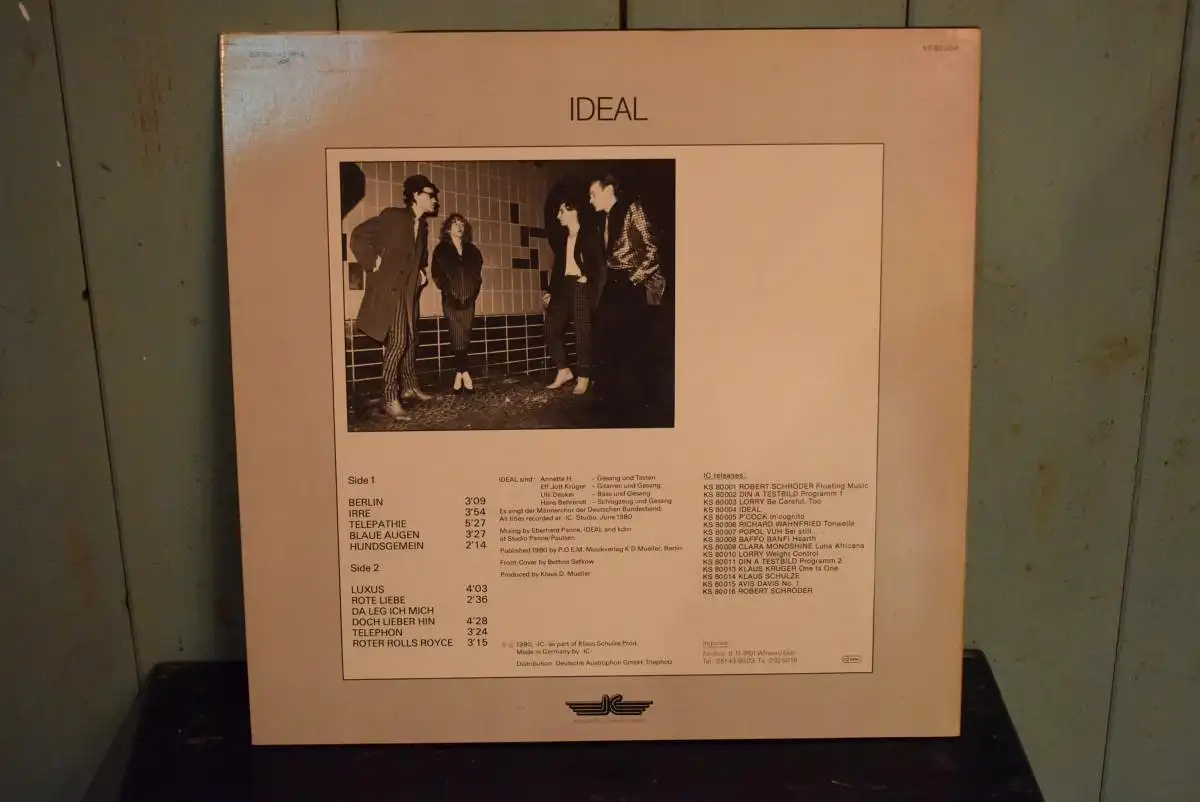 KS 80.004
IDEAL
Side 1
BERLIN 3'09
IRRE 3'54
TELEPATHIE 5'27
BLAUE AUGEN 3'27
HUNDSGEMEIN 2'14
Side 2
LUXUS 4'03
ROTE LIEBE 2'36
DA LEG ICH MICH
DOCH LIEBER HIN 4'28
TELEPHON 3'24
ROTER ROLLS ROYCE 3'15
IDEAL sind: Annette H. – Gesang und Tasten
Eff Jott Krüger – Gitarren und Gesang
Ulli Deuker – Bass und Gesang
Hans Behrendt – Schlagzeug und Gesang
Es singt der Männerchor der Deutschen Bundesband.
All titles recorded at -IC- Studio, June 1980
Mixing by Eberhard Panne, IDEAL and kdm
at Studio Panne/Paulsen.
Published 1980 by P.G.E.M. Musikverlag K.D.Mueller, Berlin
Front-Cover by Bettina Sefkow
Produced by Klaus D. Mueller
℗ © 1980, -IC- as part of Klaus Schulze Prod.
Made in Germany by -IC-
Distribution: Deutsche Austrophon GmbH, Diepholz
IC releases:
KS 80001 ROBERT SCHRÖDER Floating Music
KS 80002 DIN A TESTBILD Programm 1
KS 80003 LORRY Be Careful, Too
KS 80004 IDEAL
KS 80005 P'COCK In'cognito
KS 80006 RICHARD WAHNFRIED Tonwelle
KS 80007 POPOL VUH Sei still...
KS 80008 BAFFO BANFI Hearth
KS 80009 CLARA MONDSHINE Luna Africana
KS 80010 LORRY Weight Control
KS 80011 DIN A TESTBILD Programm 2
KS 80013 KLAUS KRÜGER One Is One
KS 80014 KLAUS SCHULZE
KS 80015 AVIS DAVIS No. 1
KS 80016 ROBERT SCHRÖDER
Inquiries:
IC